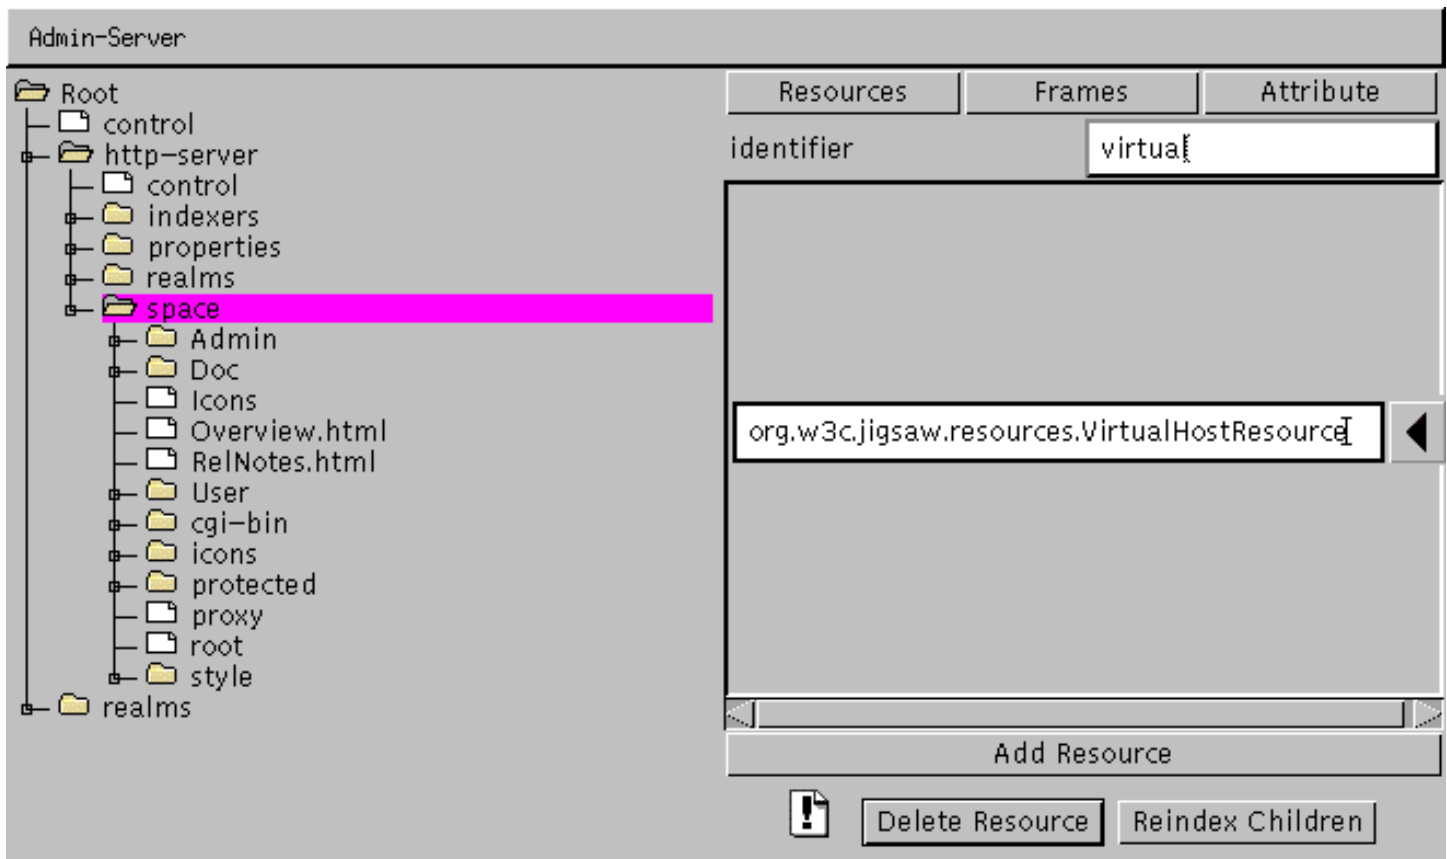 Admin-Server
Root
control
http-server
control
indexers
properties
realms
space
Admin
Doc
Icons
Overview.html
RelNotes.html
User
cgi-bin
icons
protected
proxy
root
style
realms
Resources Frames Attribute
identifier virtual
org.w3c.jigsaw.resources.VirtualHostResource
Add Resource
Delete Resource Reindex Children